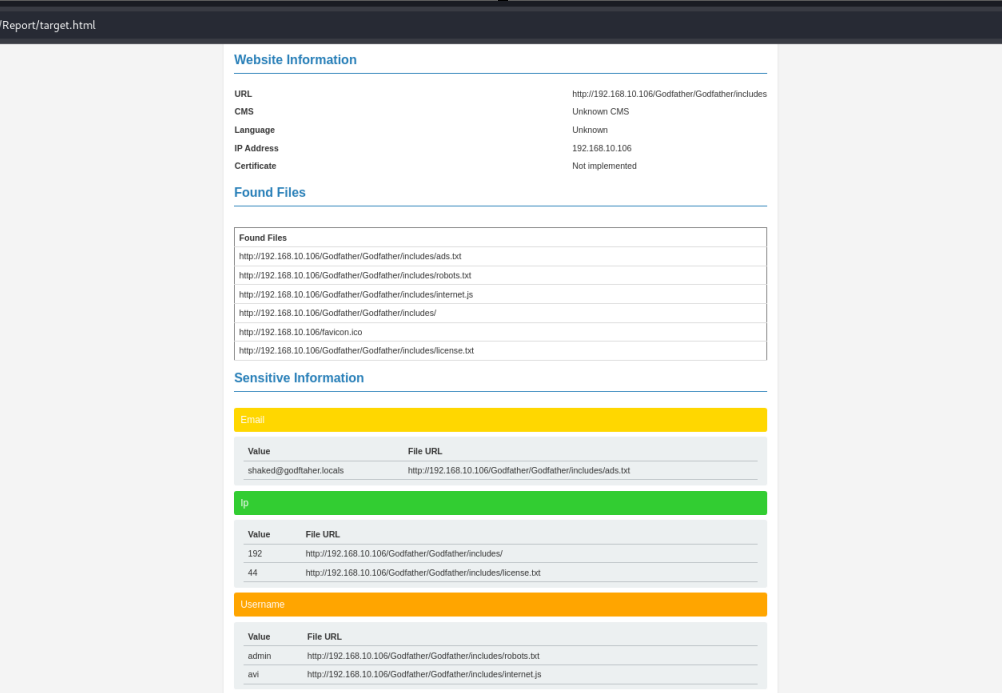 /Report/target.html
Website Information
URL http://192.168.10.106/Godfather/Godfather/includes
CMS Unknown CMS
Language Unknown
IP Address 192.168.10.106
Certificate Not implemented
Found Files
Found Files
http://192.168.10.106/Godfather/Godfather/includes/ads.txt
http://192.168.10.106/Godfather/Godfather/includes/robots.txt
http://192.168.10.106/Godfather/Godfather/includes/internet.js
http://192.168.10.106/Godfather/Godfather/includes/
http://192.168.10.106/favicon.ico
http://192.168.10.106/Godfather/Godfather/includes/license.txt
Sensitive Information
Email
Value File URL
shaked@godftaher.locals http://192.168.10.106/Godfather/Godfather/includes/ads.txt
Ip
Value File URL
192 http://192.168.10.106/Godfather/Godfather/includes/
44 http://192.168.10.106/Godfather/Godfather/includes/license.txt
Username
Value File URL
admin http://192.168.10.106/Godfather/Godfather/includes/robots.txt
avi http://192.168.10.106/Godfather/Godfather/includes/internet.js